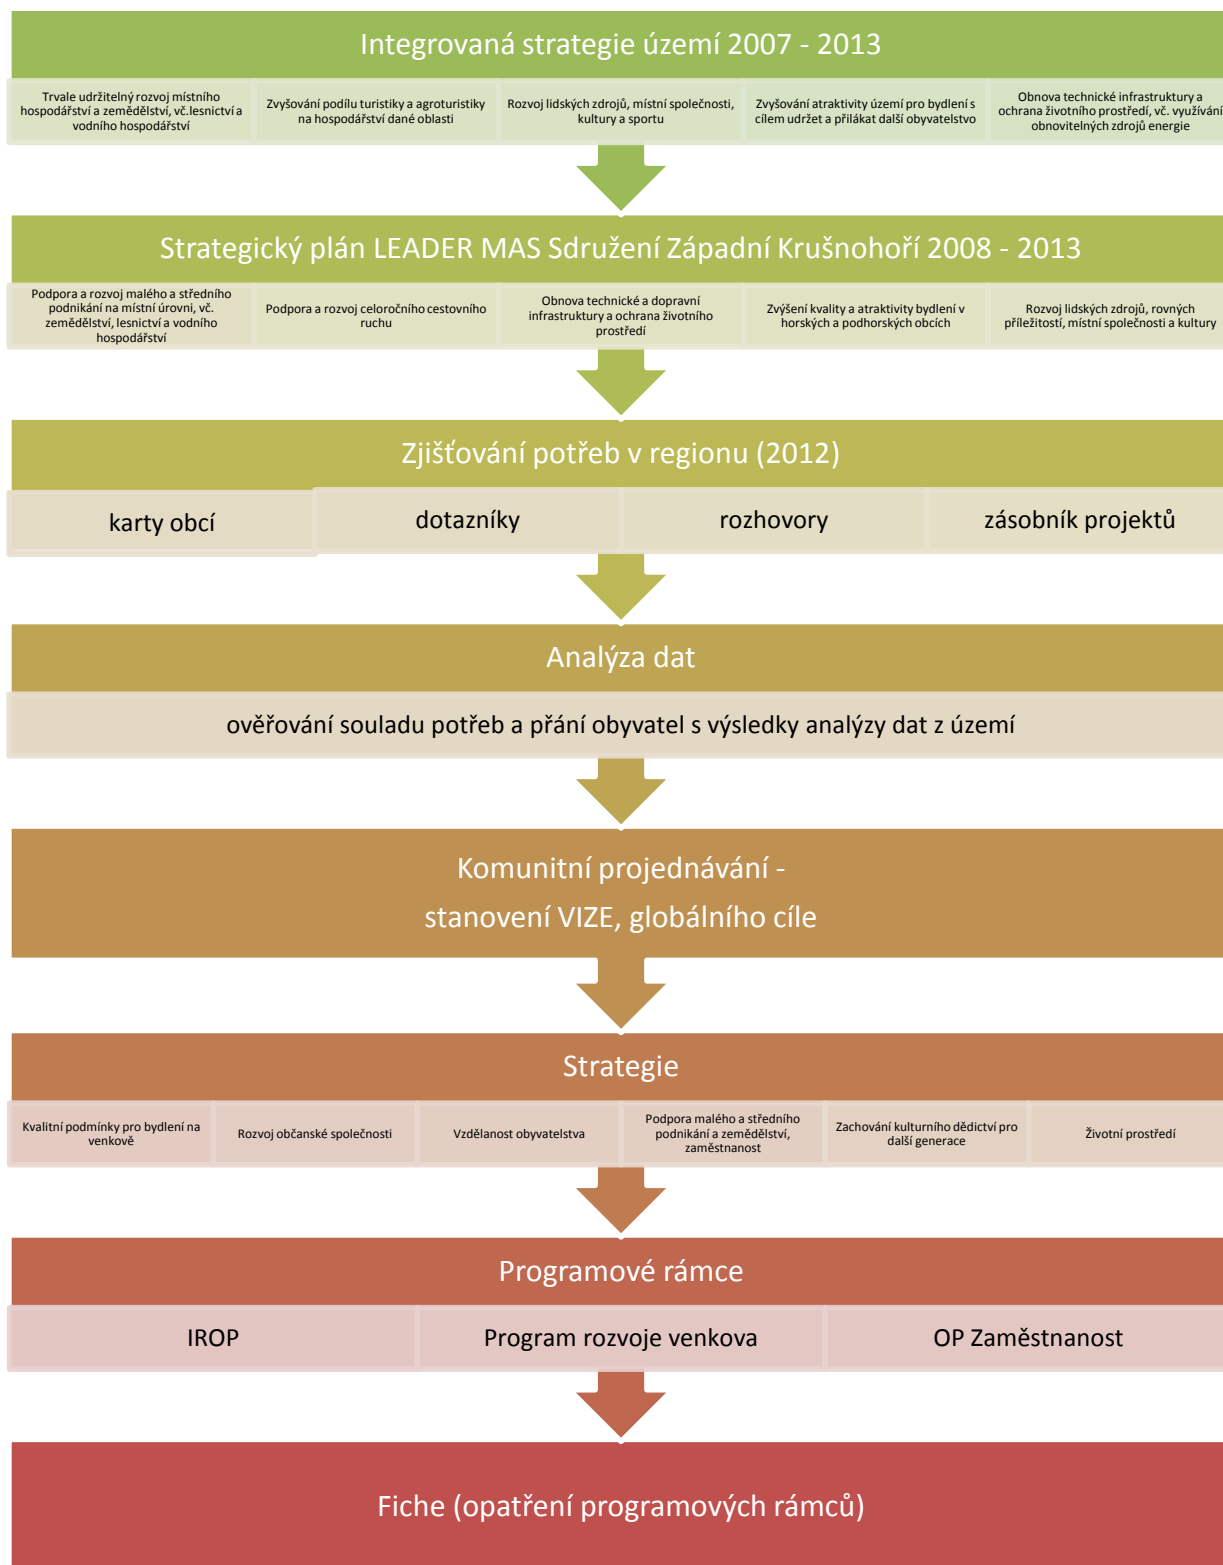 Integrovaná strategie území 2007 - 2013
Trvale udržitelný rozvoj místního
hospodářství a zemědělství, vč.lesnictví a
vodního hospodářství
Zvyšování podílu turistiky a agroturistiky
na hospodářství dané oblasti
Rozvoj lidských zdrojů, místní společnosti,
kultury a sportu
Zvyšování atraktivity území pro bydlení s
cílem udržet a přilákat další obyvatelstvo
Obnova technické infrastruktury a
ochrana životního prostředí, vč. využívání
obnovitelných zdrojů energie
Strategický plán LEADER MAS Sdružení Západní Krušnohoří 2008 - 2013
Podpora a rozvoj malého a středního
podnikání na místní úrovni, vč.
zemědělství, lesnictví a vodního
hospodářství
Podpora a rozvoj celoročního cestovního
ruchu
Obnova technické a dopravní
infrastruktury a ochrana životního
prostředí
Zvýšení kvality a atraktivity bydlení v
horských a podhorských obcích
Rozvoj lidských zdrojů, rovných
příležitostí, místní společnosti a kultury
Zjišťování potřeb v regionu (2012)
karty obcí
dotazníky
rozhovory
zásobník projektů
Analýza dat
ověřování souladu potřeb a přání obyvatel s výsledky analýzy dat z území
Komunitní projednávání -
stanovení VIZE, globálního cíle
Strategie
Kvalitní podmínky pro bydlení na
venkově
Rozvoj občanské společnosti
Vzdělanost obyvatelstva
Podpora malého a středního
podnikání a zemědělství,
zaměstnanost
Zachování kulturního dědictví pro
další generace
Životní prostředí
Programové rámce
IROP
Program rozvoje venkova
OP Zaměstnanost
Fiche (opatření programových rámců)